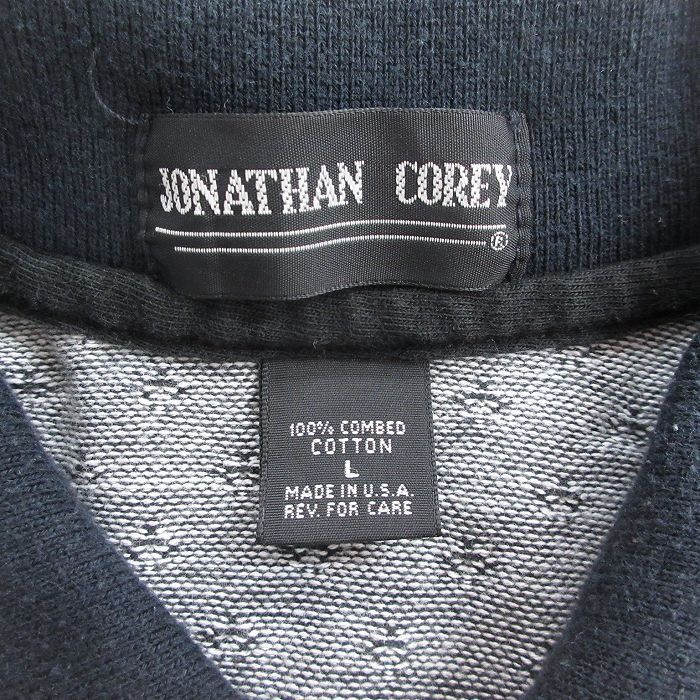 JONATHAN COREY
®
100% COMBED
COTTON
L
MADE IN U.S.A.
REV. FOR CARE